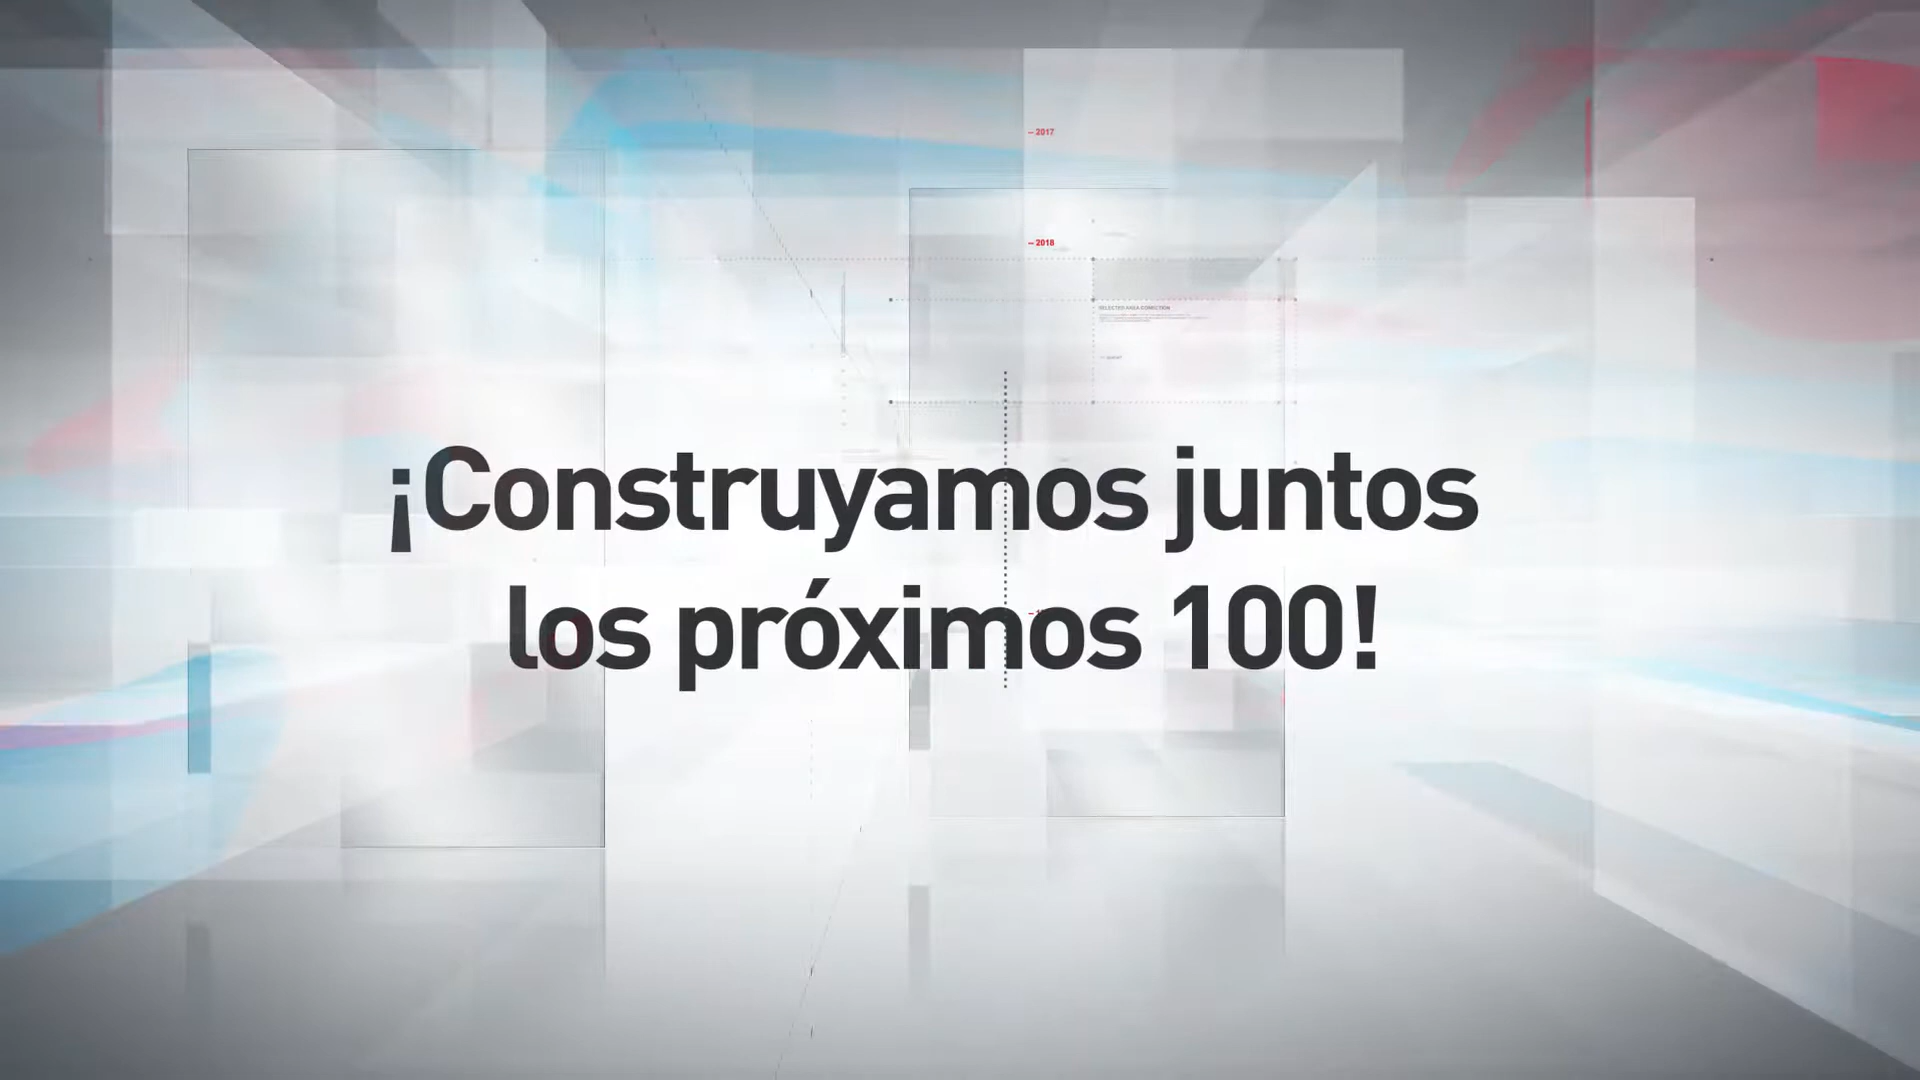 – 2017
– 2018
¡Construyamos juntos
los próximos 100!